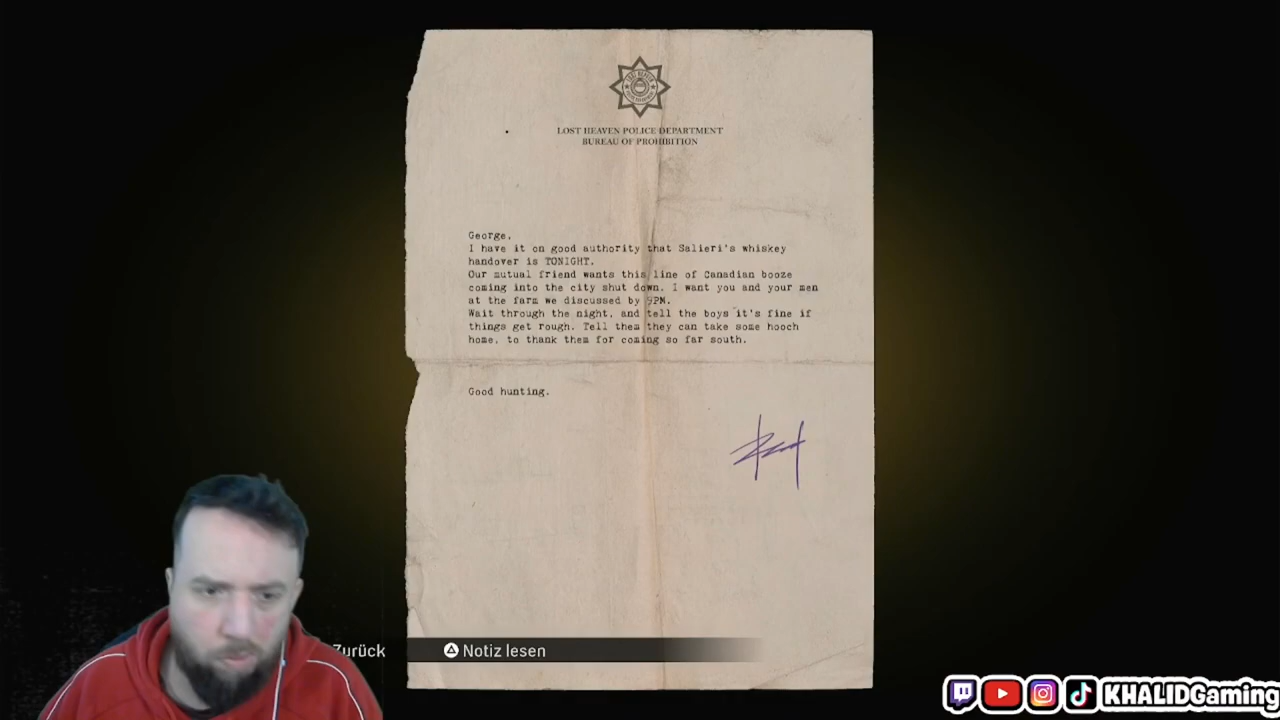 LOST HEAVEN POLICE DEPARTMENT
BUREAU OF PROHIBITION
George,
I have it on good authority that Salieri's whiskey
handover is TONIGHT.
Our mutual friend wants this line of Canadian booze
coming into the city shut down. I want you and your men
at the farm we discussed by 9PM.
Wait through the night, and tell the boys it's fine if
things get rough. Tell them they can take some hooch
home, to thank them for coming so far south.
Good hunting.
Zurück
Notiz lesen
KHALIDGaming